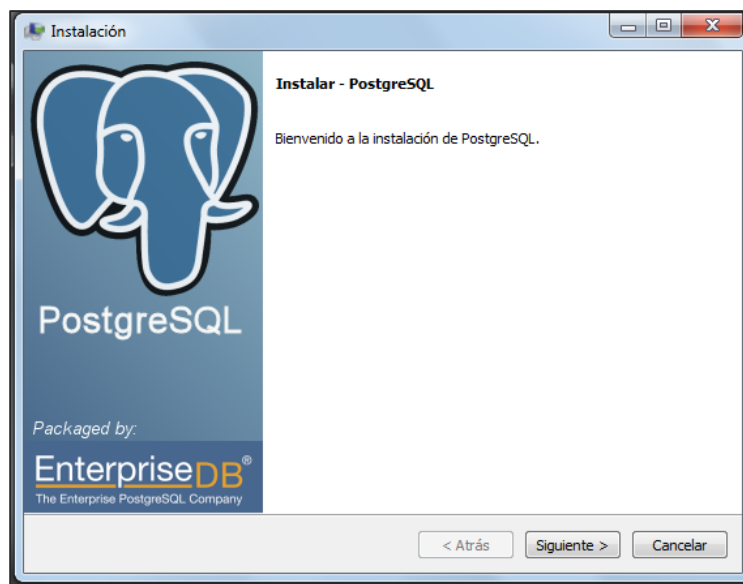 Instalación
Instalar - PostgreSQL
Bienvenido a la instalación de PostgreSQL.
PostgreSQL
Packaged by:
EnterpriseDB®
The Enterprise PostgreSQL Company
< Atrás
Siguiente >
Cancelar